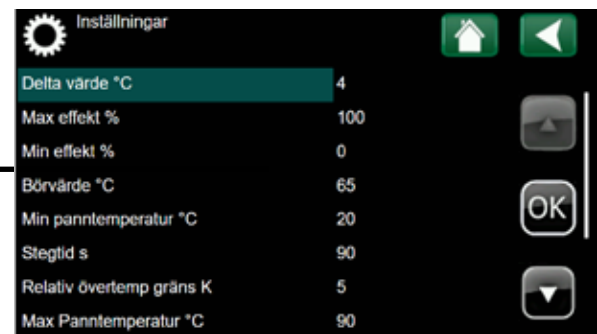 Inställningar
Delta värde °C 4
Max effekt % 100
Min effekt % 0
Börvärde °C 65
Min panntemperatur °C 20
Stegtid s 90
Relativ övertemp gräns K 5
Max Panntemperatur °C 90
OK